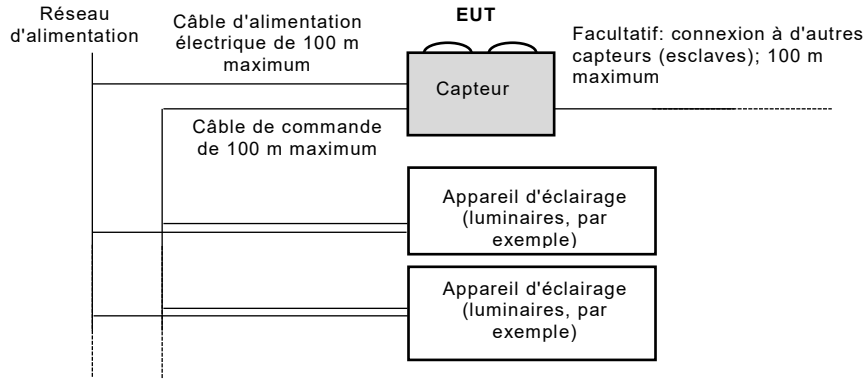 Réseau
d'alimentation
Câble d'alimentation
électrique de 100 m
maximum
EUT
Capteur
Facultatif: connexion à d'autres
capteurs (esclaves); 100 m
maximum
Câble de commande
de 100 m maximum
Appareil d'éclairage
(luminaires, par
exemple)
Appareil d'éclairage
(luminaires, par
exemple)